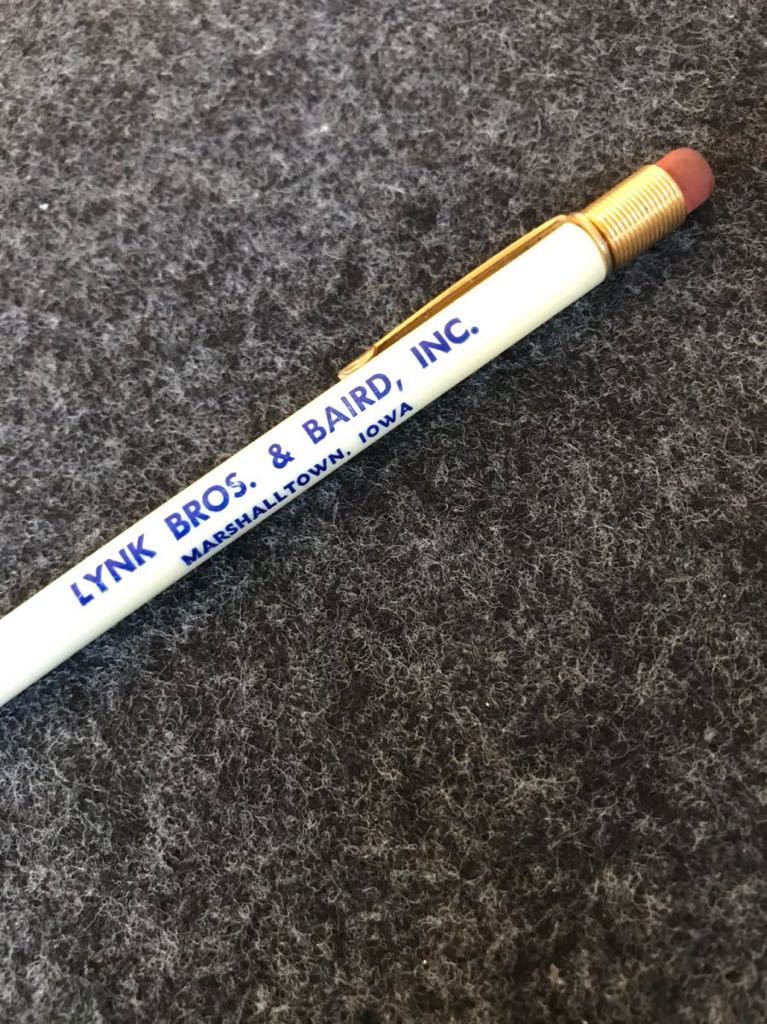 LYNK BROS. & BAIRD, INC.
MARSHALLTOWN, IOWA